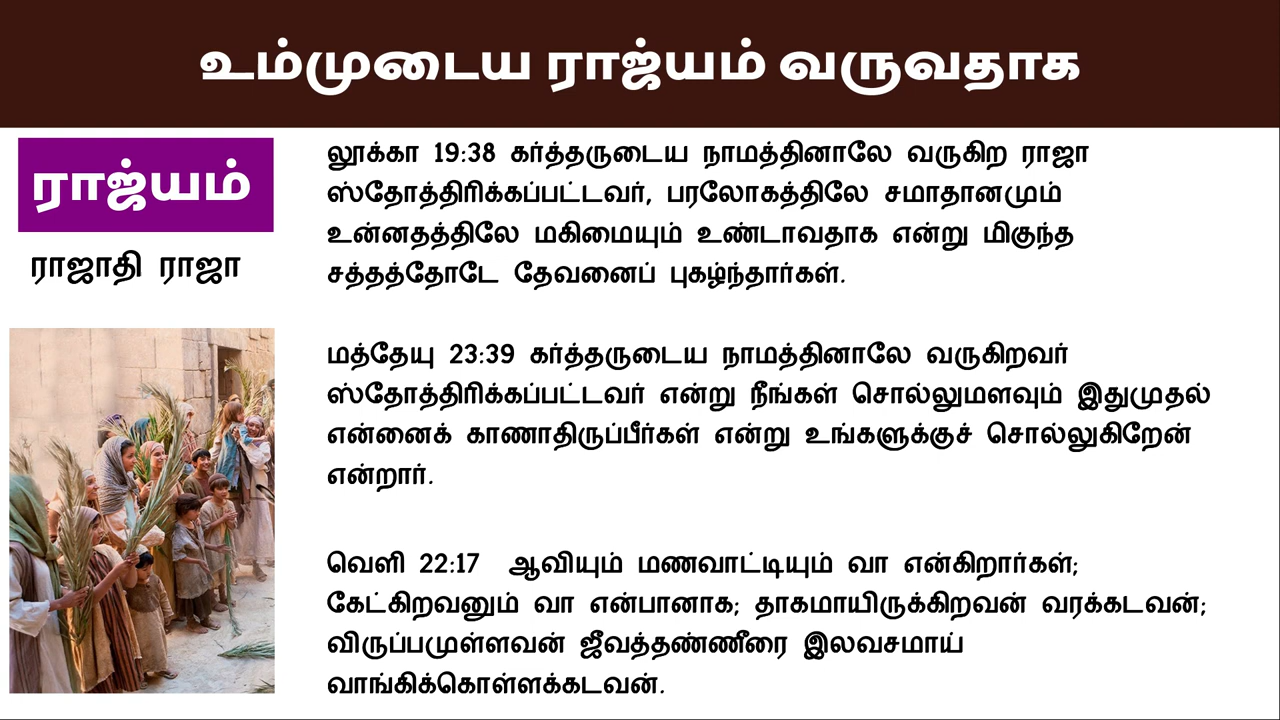 உம்முடைய ராஜ்யம் வருவதாக
ராஜ்யம்
ராஜாதி ராஜா
லூக்கா 19:38 கர்த்தருடைய நாமத்தினாலே வருகிற ராஜா
ஸ்தோத்திரிக்கப்பட்டவர், பரலோகத்திலே சமாதானமும்
உன்னதத்திலே மகிமையும் உண்டாவதாக என்று மிகுந்த
சத்தத்தோடே தேவனைப் புகழ்ந்தார்கள்.
மத்தேயு 23:39 கர்த்தருடைய நாமத்தினாலே வருகிறவர்
ஸ்தோத்திரிக்கப்பட்டவர் என்று நீங்கள் சொல்லுமளவும் இதுமுதல்
என்னைக் காணாதிருப்பீர்கள் என்று உங்களுக்குச் சொல்லுகிறேன்
என்றார்.
வெளி 22:17 ஆவியும் மணவாட்டியும் வா என்கிறார்கள்;
கேட்கிறவனும் வா என்பானாக; தாகமாயிருக்கிறவன் வரக்கடவன்;
விருப்பமுள்ளவன் ஜீவத்தண்ணீரை இலவசமாய்
வாங்கிக்கொள்ளக்கடவன்.